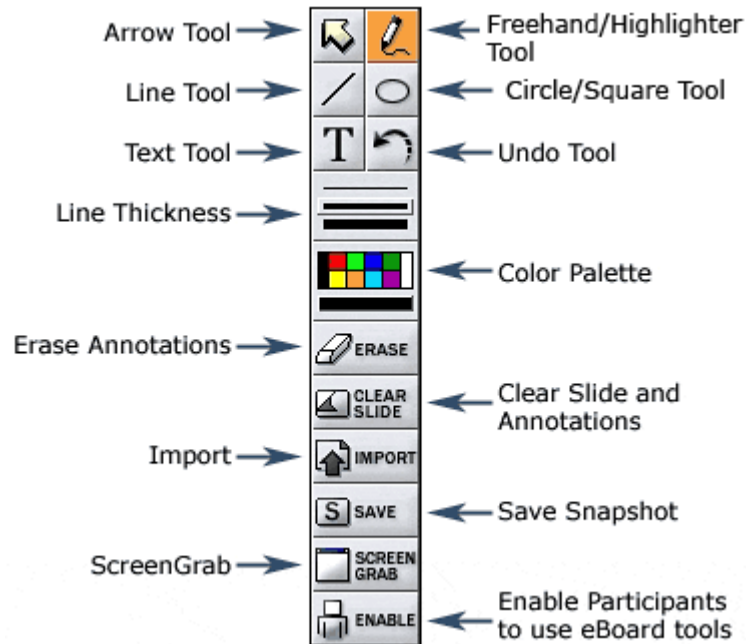 Arrow Tool
Freehand/Highlighter
Tool
Line Tool
Circle/Square Tool
T
Text Tool
Undo Tool
Line Thickness
Color Palette
Erase Annotations
ERASE
CLEAR
SLIDE
Clear Slide and
Annotations
Import
IMPORT
S SAVE
Save Snapshot
ScreenGrab
SCREEN
GRAB
ENABLE
Enable Participants
to use eBoard tools